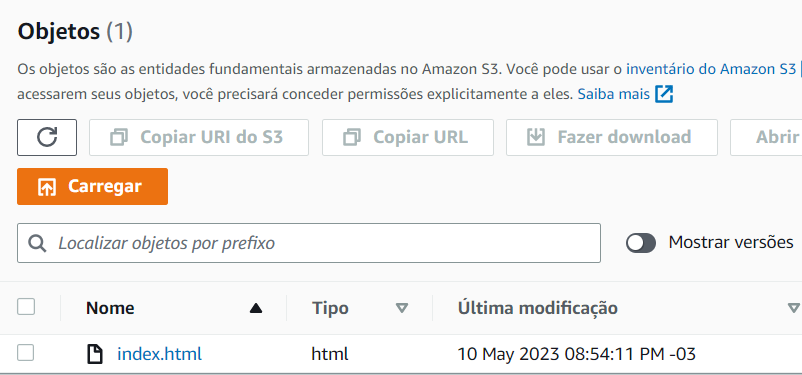 Objetos (1)
Os objetos são as entidades fundamentais armazenadas no Amazon S3. Você pode usar o inventário do Amazon S3
acessarem seus objetos, você precisará conceder permissões explicitamente a eles. Saiba mais
Copiar URI do S3 Copiar URL Fazer download Abrir
Carregar
Localizar objetos por prefixo Mostrar versões
Nome Tipo Última modificação
index.html html 10 May 2023 08:54:11 PM -03